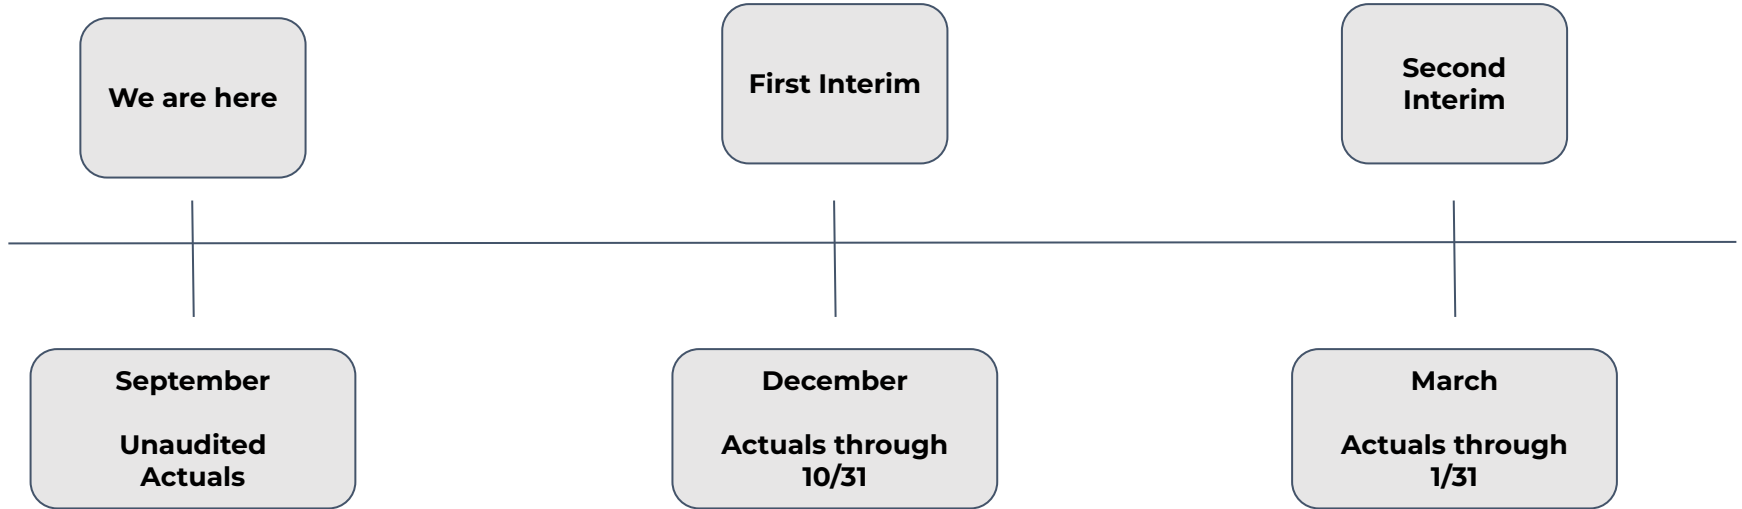 We are here
First Interim
Second
Interim
September
Unaudited
Actuals
December
Actuals through
10/31
March
Actuals through
1/31